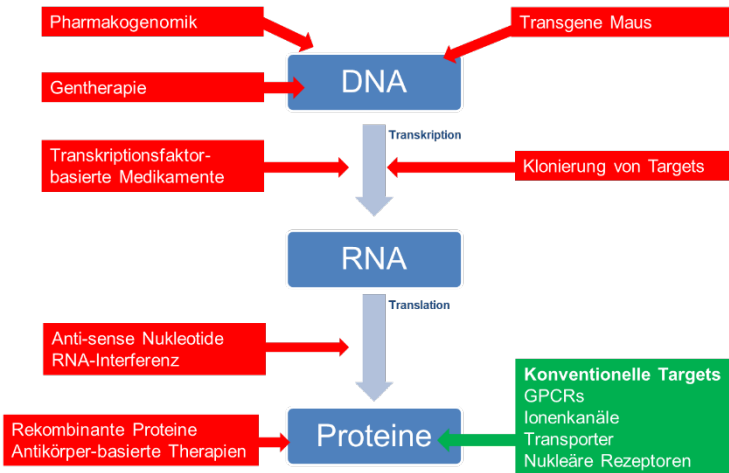 Pharmakogenomik
Transgene Maus
DNA
Gentherapie
Transkription
Transkriptionsfaktor-
basierte Medikamente
Klonierung von Targets
RNA
Translation
Anti-sense Nukleotide
RNA-Interferenz
Konventionelle Targets
GPCRs
Ionenkanäle
Transporter
Nukleäre Rezeptoren
Rekombinante Proteine
Antikörper-basierte Therapien
Proteine